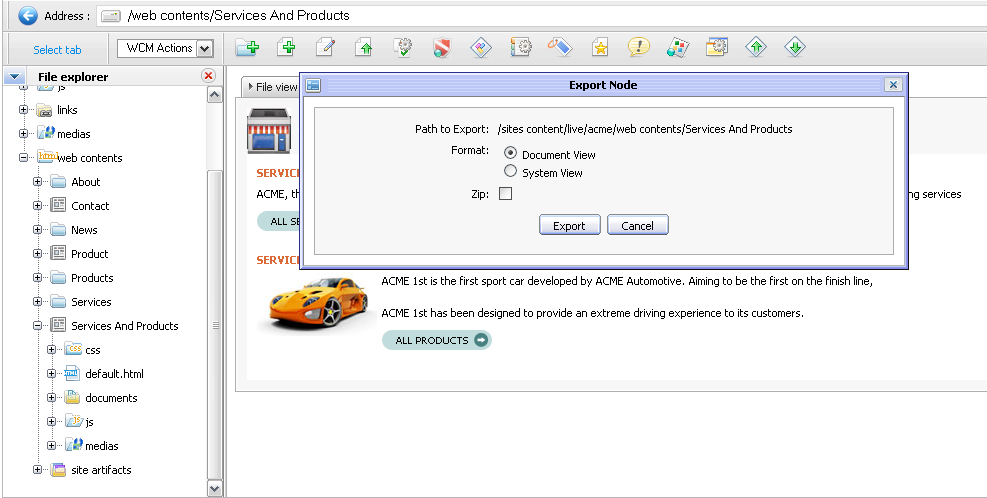 Address : /web contents/Services And Products
Select tab WCM Actions
File explorer
js
links
medias
web contents
About
Contact
News
Product
Products
Services
Services And Products
css
default.html
documents
js
medias
site artifacts
File view
Export Node
Path to Export: /sites content/live/acme/web contents/Services And Products
Format: Document View
System View
Zip:
Export Cancel
SERVIC
ACME, th ng services
ALL SE
SERVIC
ACME 1st is the first sport car developed by ACME Automotive. Aiming to be the first on the finish line,
ACME 1st has been designed to provide an extreme driving experience to its customers.
ALL PRODUCTS